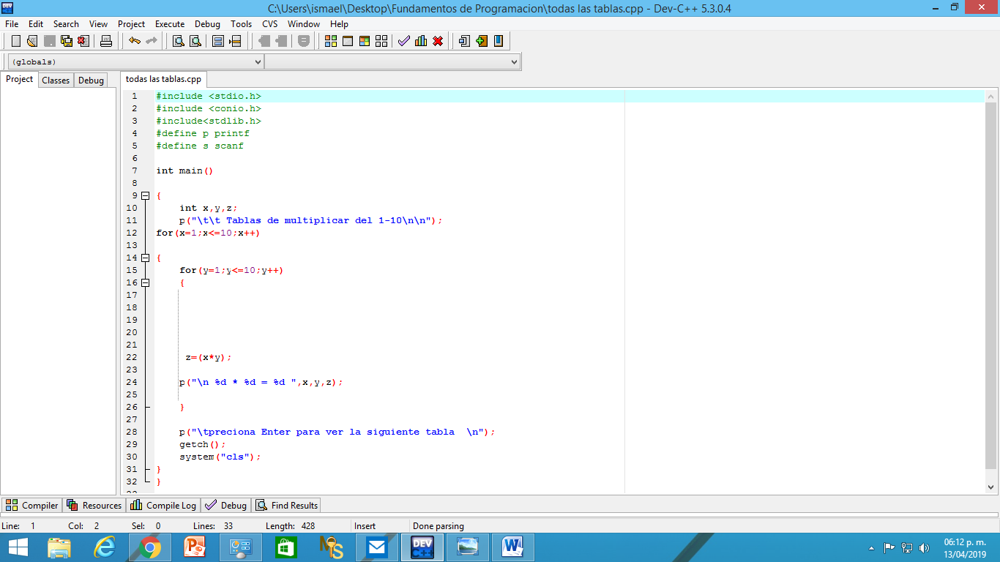 C:\Users\ismael\Desktop\Fundamentos de Programacion\todas las tablas.cpp - Dev-C++ 5.3.0.4
File Edit Search View Project Execute Debug Tools CVS Window Help
(globals)
Project Classes Debug
todas las tablas.cpp
1 #include <stdio.h>
2 #include <conio.h>
3 #include<stdlib.h>
4 #define p printf
5 #define s scanf
6
7 int main()
8
9 {
10 int x,y,z;
11 p("\t\t Tablas de multiplicar del 1-10\n\n");
12 for(x=1;x<=10;x++)
13
14 {
15 for(y=1;y<=10;y++)
16 {
17
18
19
20
21
22 z=(x*y);
23
24 p("\n %d * %d = %d ",x,y,z);
25
26 }
27
28 p("\tpreciona Enter para ver la siguiente tabla  \n");
29 getch();
30 system("cls");
31 }
32 }
Compiler Resources Compile Log Debug Find Results
Line: 1 Col: 2 Sel: 0 Lines: 33 Length: 428 Insert Done parsing
06:12 p. m.
13/04/2019